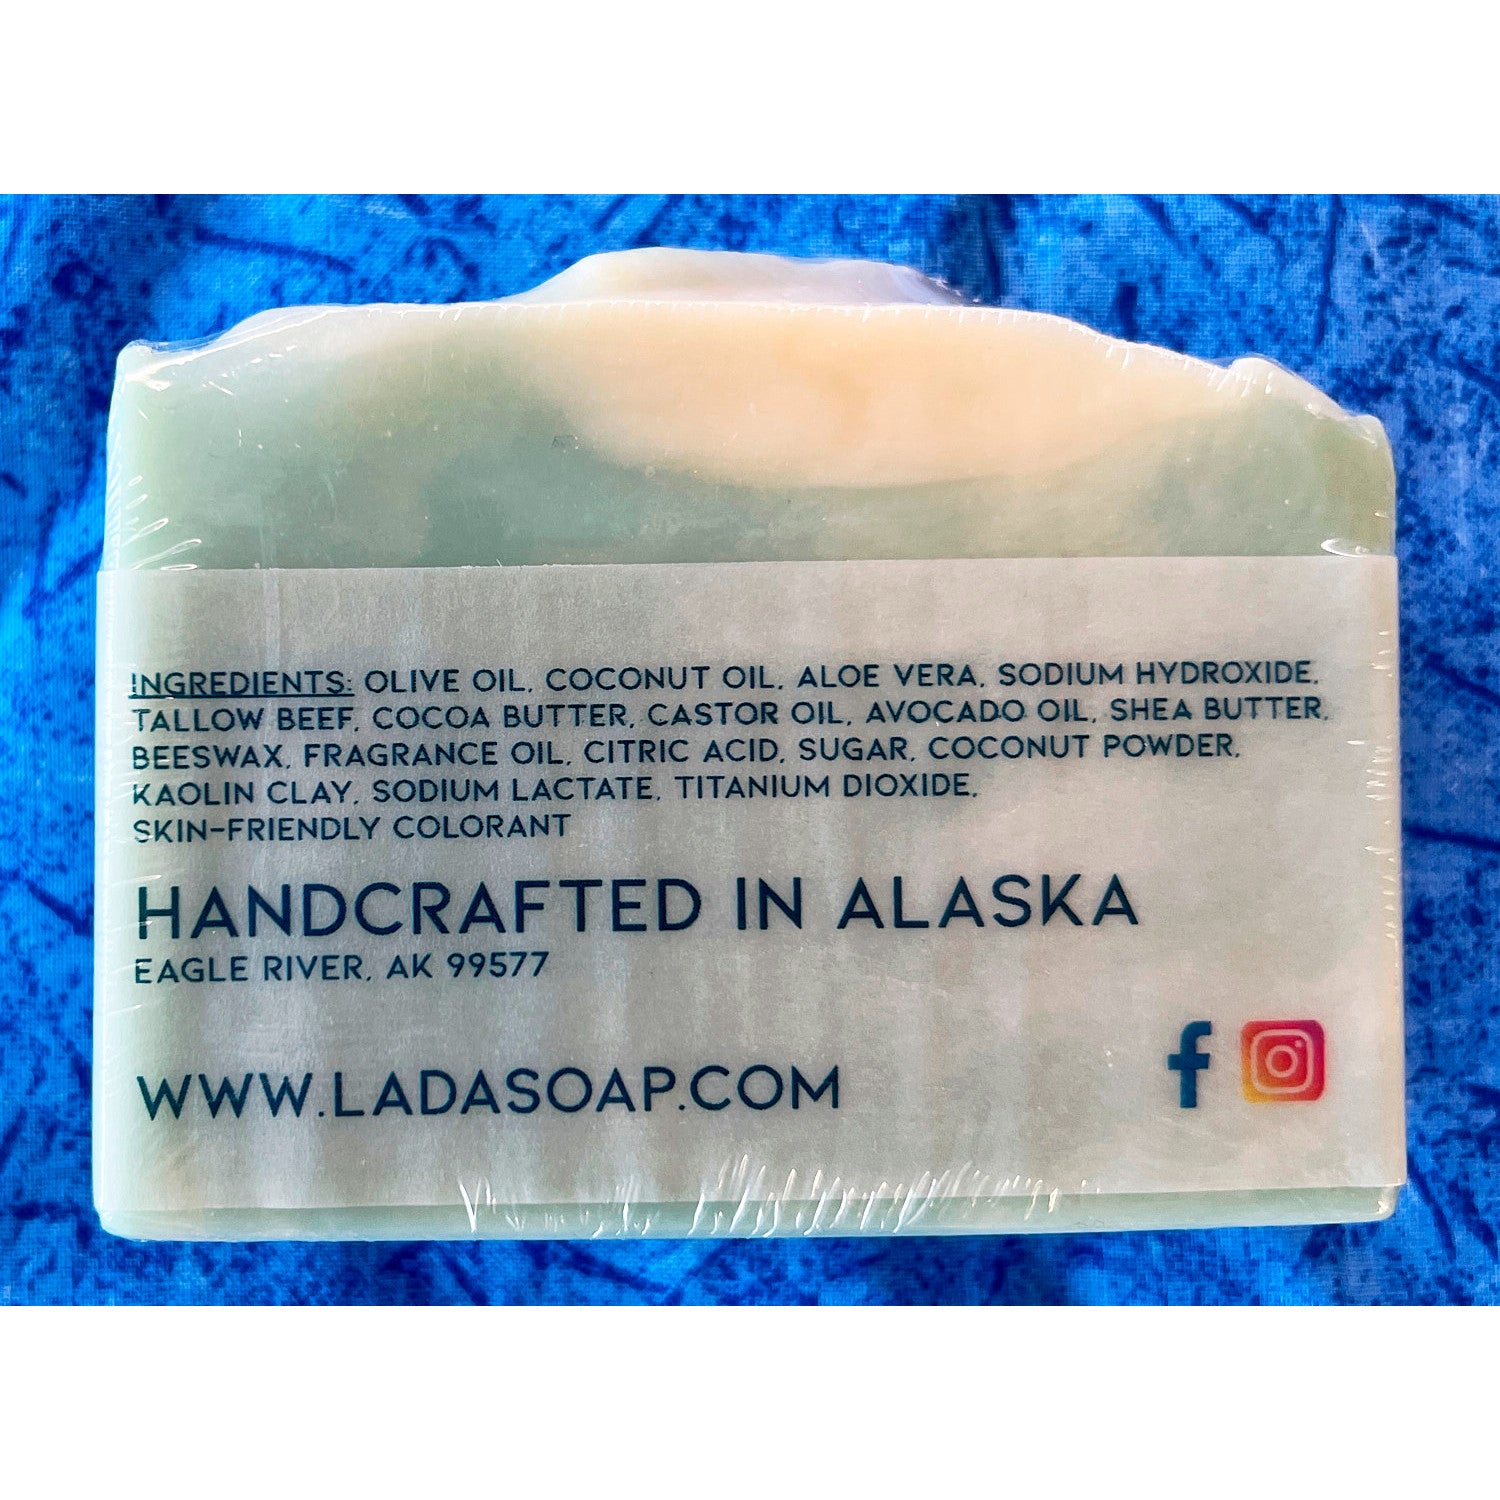 INGREDIENTS: OLIVE OIL, COCONUT OIL, ALOE VERA, SODIUM HYDROXIDE,
TALLOW BEEF, COCOA BUTTER, CASTOR OIL, AVOCADO OIL, SHEA BUTTER,
BEESWAX, FRAGRANCE OIL, CITRIC ACID, SUGAR, COCONUT POWDER,
KAOLIN CLAY, SODIUM LACTATE, TITANIUM DIOXIDE,
SKIN-FRIENDLY COLORANT
HANDCRAFTED IN ALASKA
EAGLE RIVER, AK 99577
WWW.LADASOAP.COM